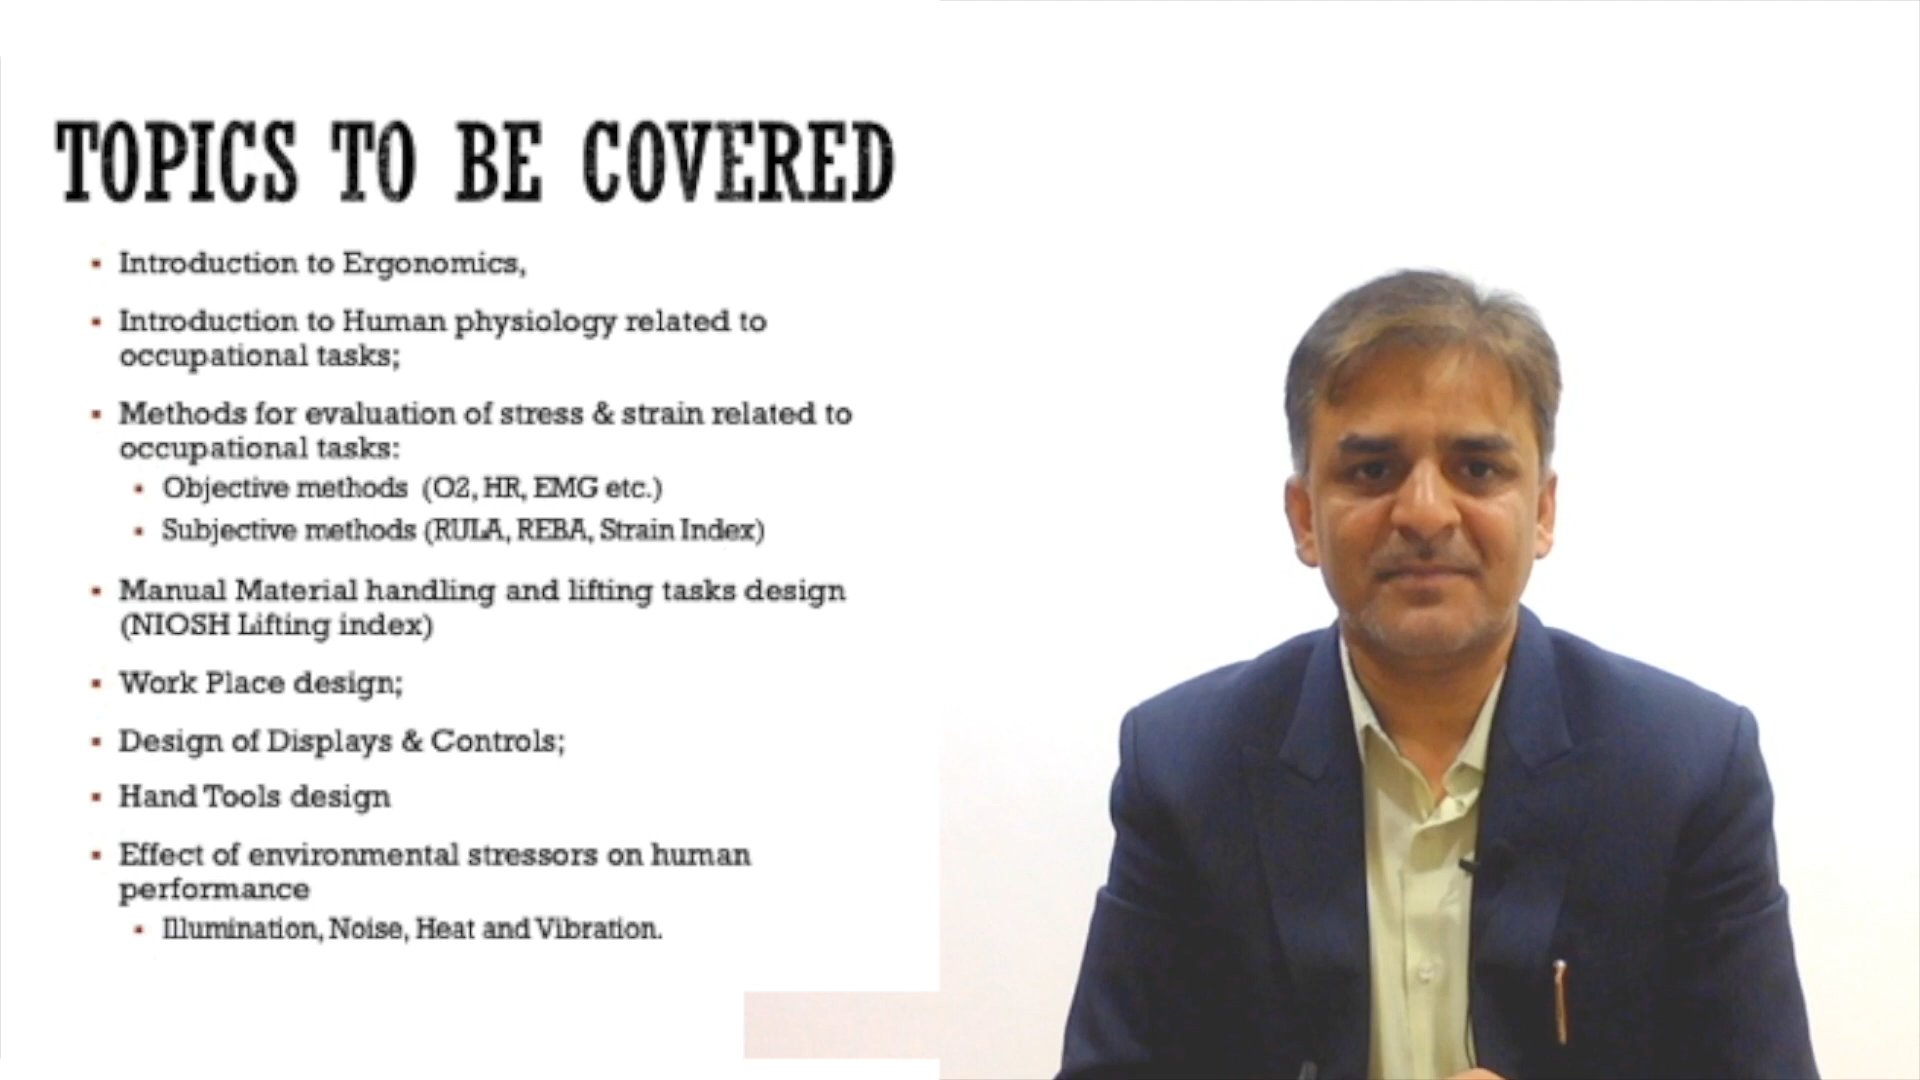 TOPICS TO BE COVERED
▪ Introduction to Ergonomics,
▪ Introduction to Human physiology related to
occupational tasks;
▪ Methods for evaluation of stress & strain related to
occupational tasks:
▪ Objective methods (O2, HR, EMG etc.)
▪ Subjective methods (RULA, REBA, Strain Index)
▪ Manual Material handling and lifting tasks design
(NIOSH Lifting index)
▪ Work Place design;
▪ Design of Displays & Controls;
▪ Hand Tools design
▪ Effect of environmental stressors on human
performance
▪ Illumination, Noise, Heat and Vibration.